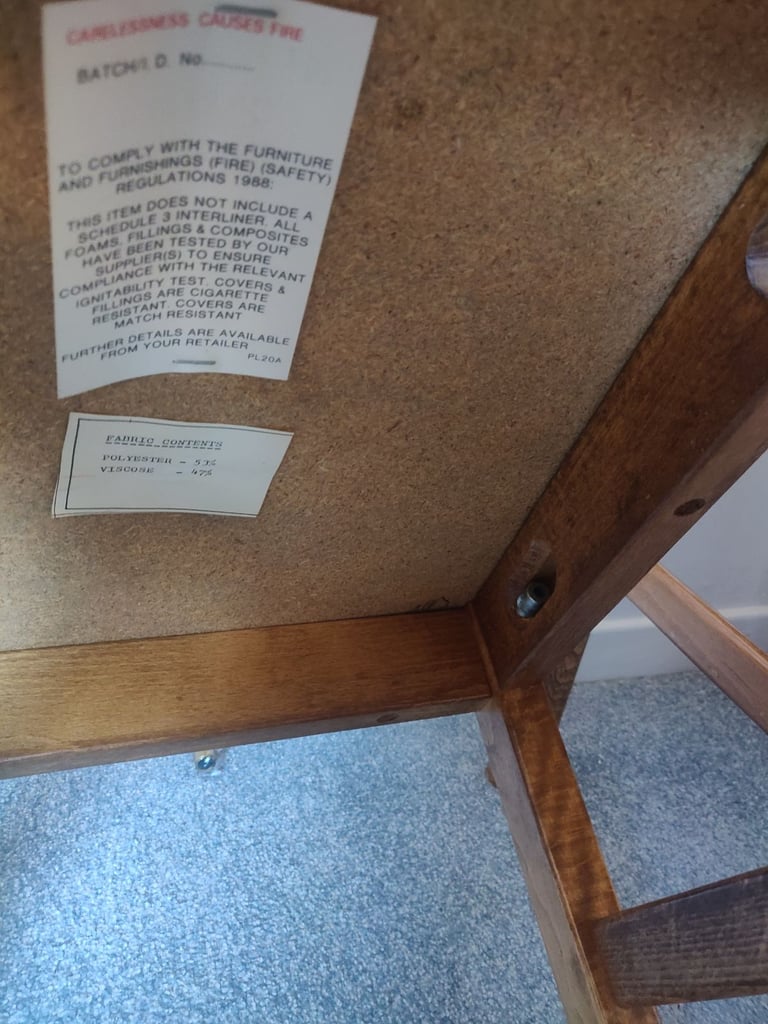 CARELESSNESS CAUSES FIRE
BATCH/I.D. No..........
TO COMPLY WITH THE FURNITURE
AND FURNISHINGS (FIRE) (SAFETY)
REGULATIONS 1988:
THIS ITEM DOES NOT INCLUDE A
SCHEDULE 3 INTERLINER. ALL
FOAMS, FILLINGS & COMPOSITES
HAVE BEEN TESTED BY OUR
SUPPLIER(S) TO ENSURE
COMPLIANCE WITH THE RELEVANT
IGNITABILITY TEST. COVERS &
FILLINGS ARE CIGARETTE
RESISTANT. COVERS ARE
MATCH RESISTANT
FURTHER DETAILS ARE AVAILABLE
FROM YOUR RETAILER
PL20A
FABRIC CONTENTS
POLYESTER - 53%
VISCOSE - 47%